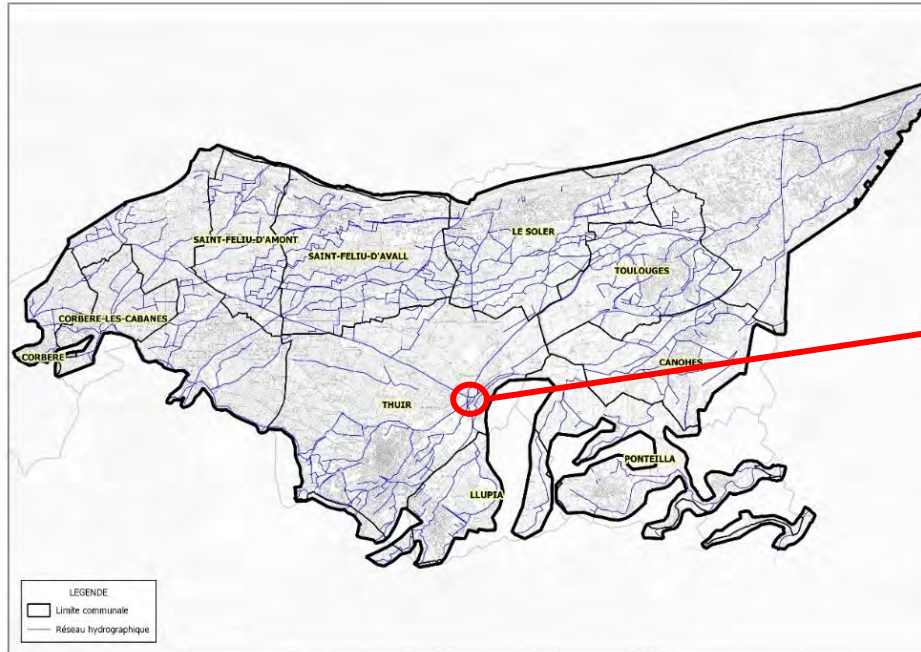 LE SOLER
SAINT-FELIU-D'AMONT
SAINT-FELIU-D'AVALL
TOULOUGES
CORBERE-LES-CABANES
CORBERE
CANOHES
THUIR
PONTEILLA
LLUPIA
LEGENDE
Limite communale
Réseau hydrographique